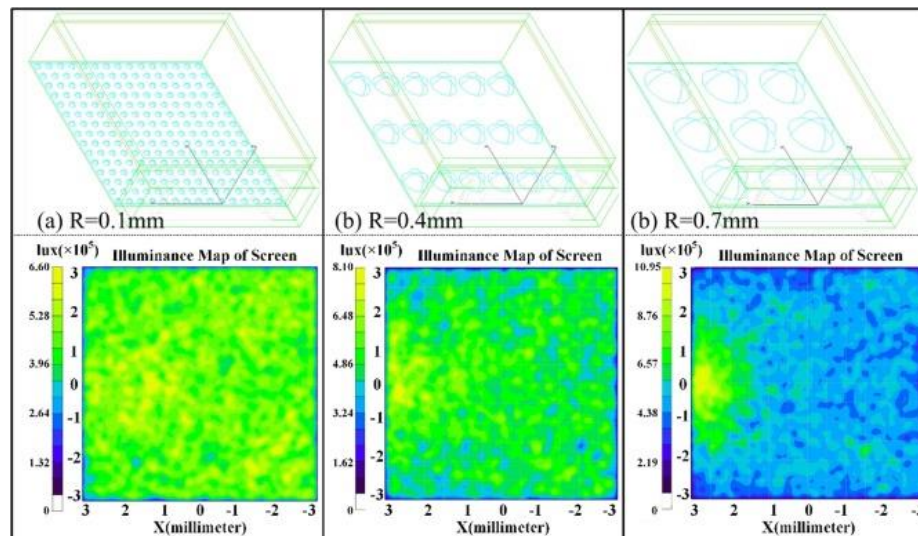 (a) R=0.1mm
(b) R=0.4mm
(b) R=0.7mm
lux(×10⁵)
Illuminance Map of Screen
6.60
5.28
3.96
2.64
1.32
0
3
2
1
0
-1
-2
-3
3 2 1 0 -1 -2 -3
X(millimeter)
lux(×10⁵)
Illuminance Map of Screen
8.10
6.48
4.86
3.24
1.62
0
3
2
1
0
-1
-2
-3
3 2 1 0 -1 -2 -3
X(millimeter)
lux(×10⁵)
Illuminance Map of Screen
10.95
8.76
6.57
4.38
2.19
0
3
2
1
0
-1
-2
-3
3 2 1 0 -1 -2 -3
X(millimeter)